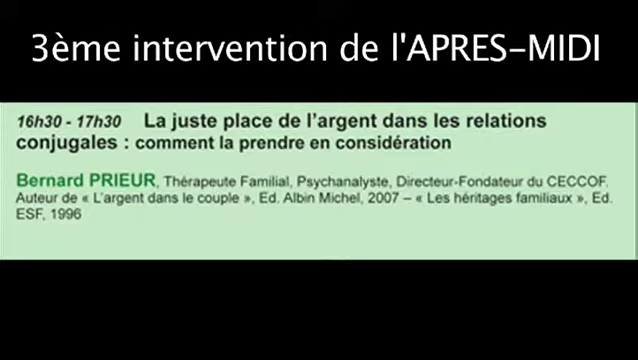 3ème intervention de l'APRES-MIDI
16h30 - 17h30 La juste place de l'argent dans les relations
conjugales : comment la prendre en considération
Bernard PRIEUR, Thérapeute Familial, Psychanalyste, Directeur-Fondateur du CECCOF.
Auteur de « L'argent dans le couple », Ed. Albin Michel, 2007 – « Les héritages familiaux », Ed.
ESF, 1996